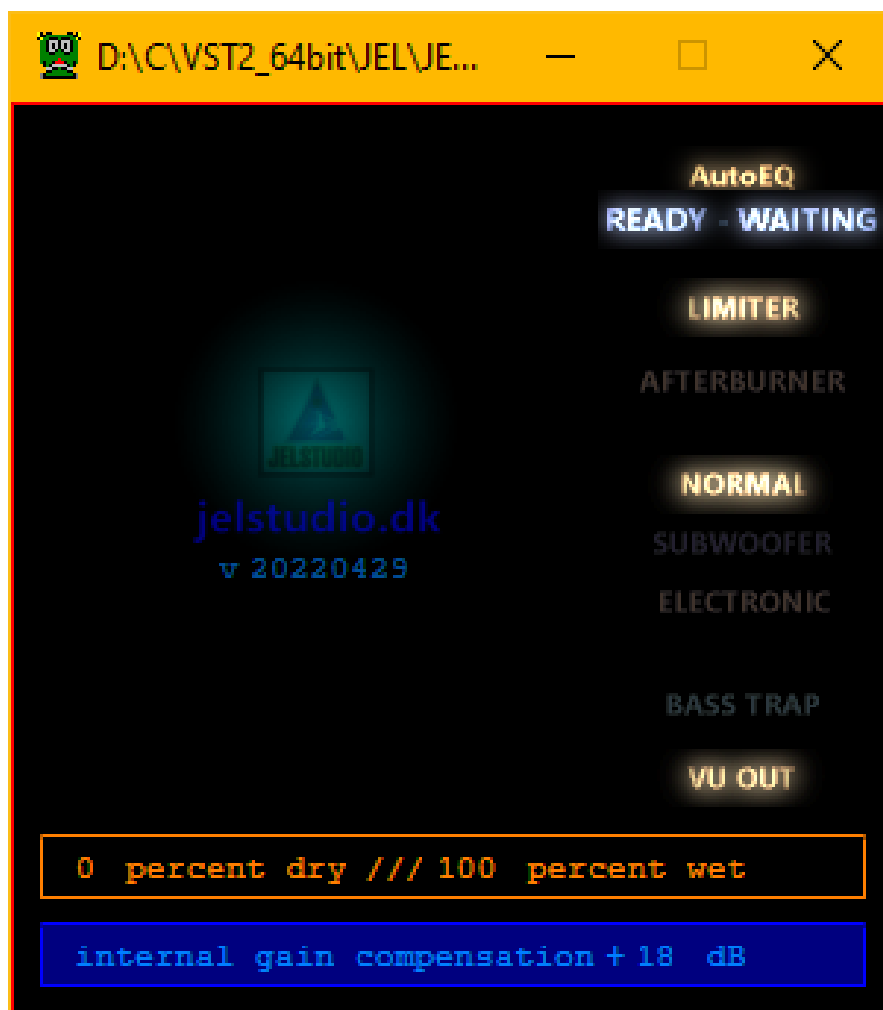 D:\C\VST2_64bit\JEL\JE...
AutoEQ
READY - WAITING
LIMITER
AFTERBURNER
JELSTUDIO
NORMAL
jelstudio.dk
SUBWOOFER
v 20220429
ELECTRONIC
BASS TRAP
VU OUT
0 percent dry /// 100 percent wet
internal gain compensation + 18 dB